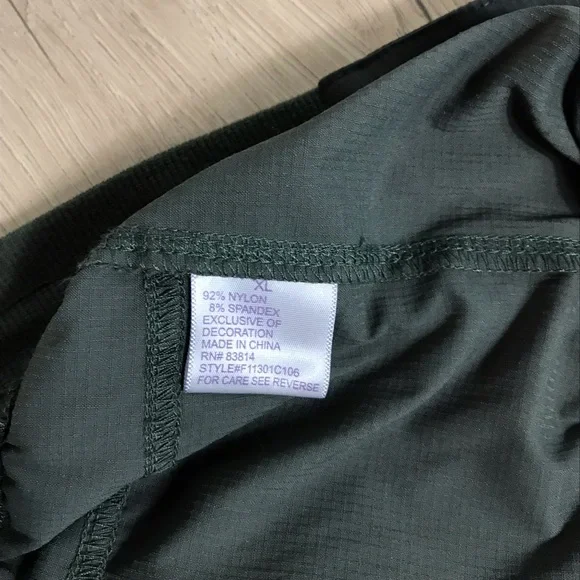 XL
92% NYLON
8% SPANDEX
EXCLUSIVE OF
DECORATION
MADE IN CHINA
RN# 83814
STYLE#F11301C106
FOR CARE SEE REVERSE